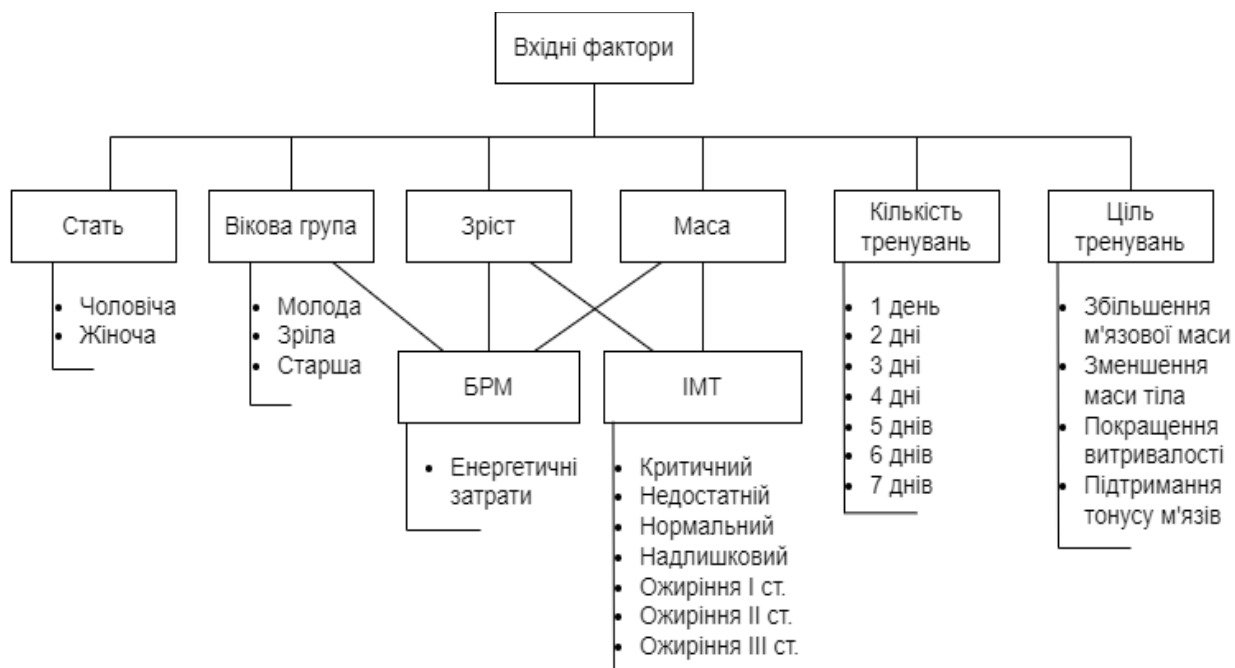 Вхідні фактори
Стать
Вікова група
Зріст
Маса
Кількість
тренувань
Ціль
тренувань
• Чоловіча
• Жіноча
• Молода
• Зріла
• Старша
БРМ
ІМТ
• Енергетичні
затрати
• Критичний
• Недостатній
• Нормальний
• Надлишковий
• Ожиріння І ст.
• Ожиріння ІІ ст.
• Ожиріння ІІІ ст.
• 1 день
• 2 дні
• 3 дні
• 4 дні
• 5 днів
• 6 днів
• 7 днів
• Збільшення
м'язової маси
• Зменшення
маси тіла
• Покращення
витривалості
• Підтримання
тонусу м'язів